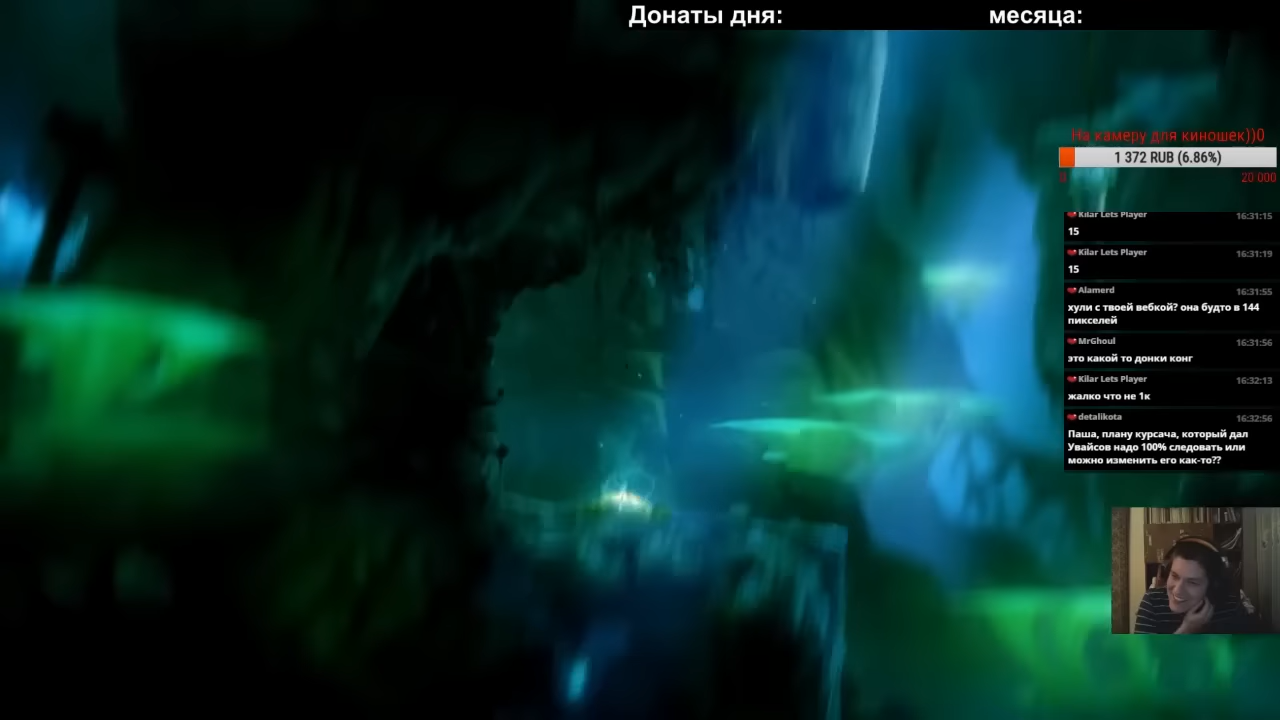 Донаты дня: месяца:
На камеру для киношек))0
1 372 RUB (6.86%)
0 20 000
Kilar Lets Player 16:31:15
15
Kilar Lets Player 16:31:19
15
Alamerd 16:31:55
хули с твоей вебкой? она будто в 144
пикселей
MrGhoul 16:31:56
это какой то донки конг
Kilar Lets Player 16:32:13
жалко что не 1к
detalikota 16:32:56
Паша, плану курсача, который дал
Увайсов надо 100% следовать или
можно изменить его как-то??